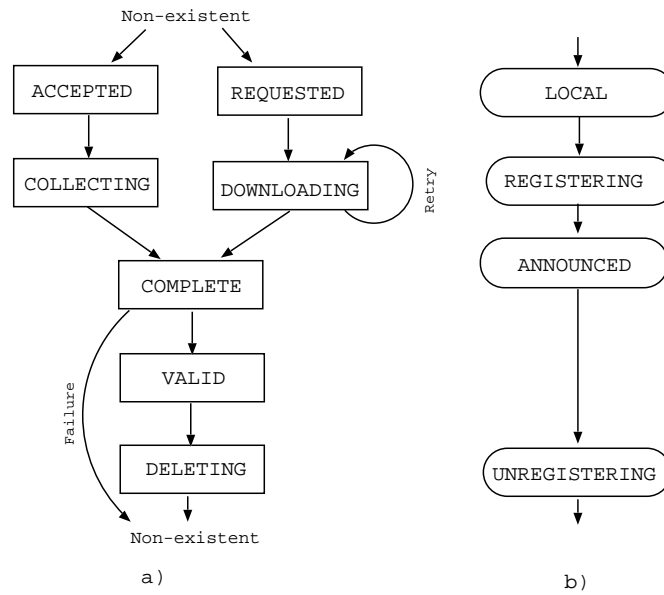 Non-existent
ACCEPTED
REQUESTED
COLLECTING
DOWNLOADING
Retry
COMPLETE
VALID
Failure
DELETING
Non-existent
a)
LOCAL
REGISTERING
ANNOUNCED
UNREGISTERING
b)